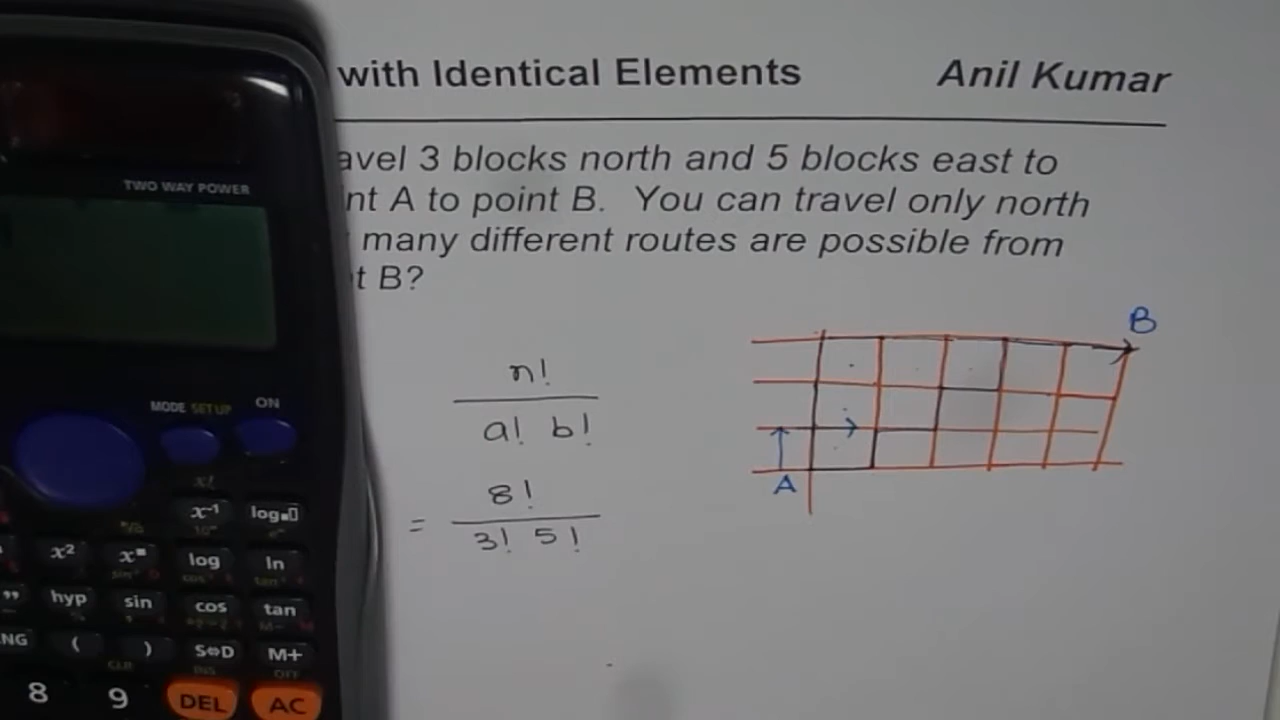 with Identical Elements Anil Kumar
avel 3 blocks north and 5 blocks east to
nt A to point B. You can travel only north
many different routes are possible from
t B?
TWO WAY POWER
MODE SETUP ON
x!
x⁻¹ log
x² x log ln
hyp sin cos tan
( ) S⇔D M+
8 9 DEL AC
n!
a! b!
= 8!
3! 5!
B
A